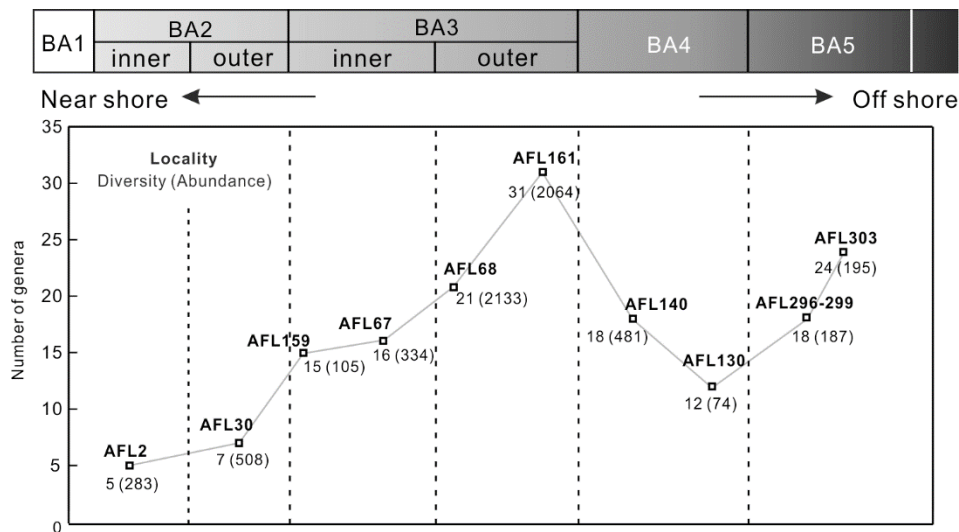 BA1
BA2
BA3
BA4
BA5
inner
outer
inner
outer
Near shore
Off shore
Number of genera
35
30
25
20
15
10
5
0
Locality
Diversity (Abundance)
AFL2
5 (283)
AFL30
7 (508)
AFL159
15 (105)
AFL67
16 (334)
AFL68
21 (2133)
AFL161
31 (2064)
AFL140
18 (481)
AFL130
12 (74)
AFL296-299
18 (187)
AFL303
24 (195)